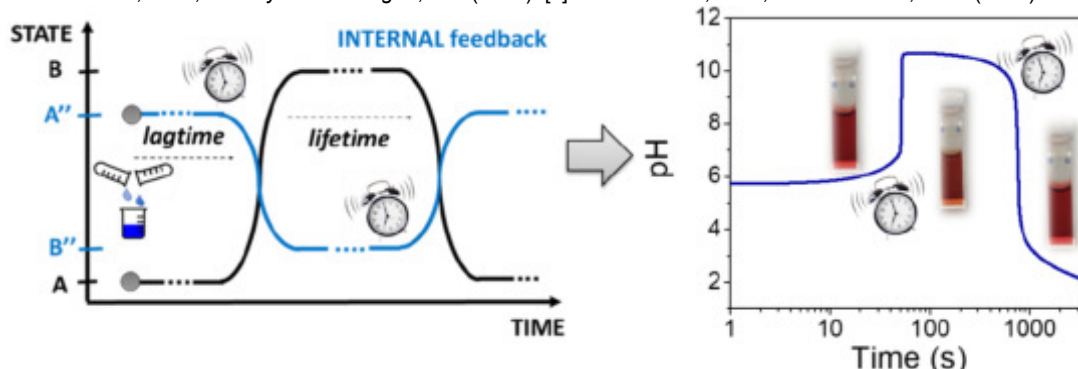 STATE
B
A''
B''
A
INTERNAL feedback
lagtime
lifetime
TIME
pH
12
10
8
6
4
2
1
10
100
1000
Time (s)